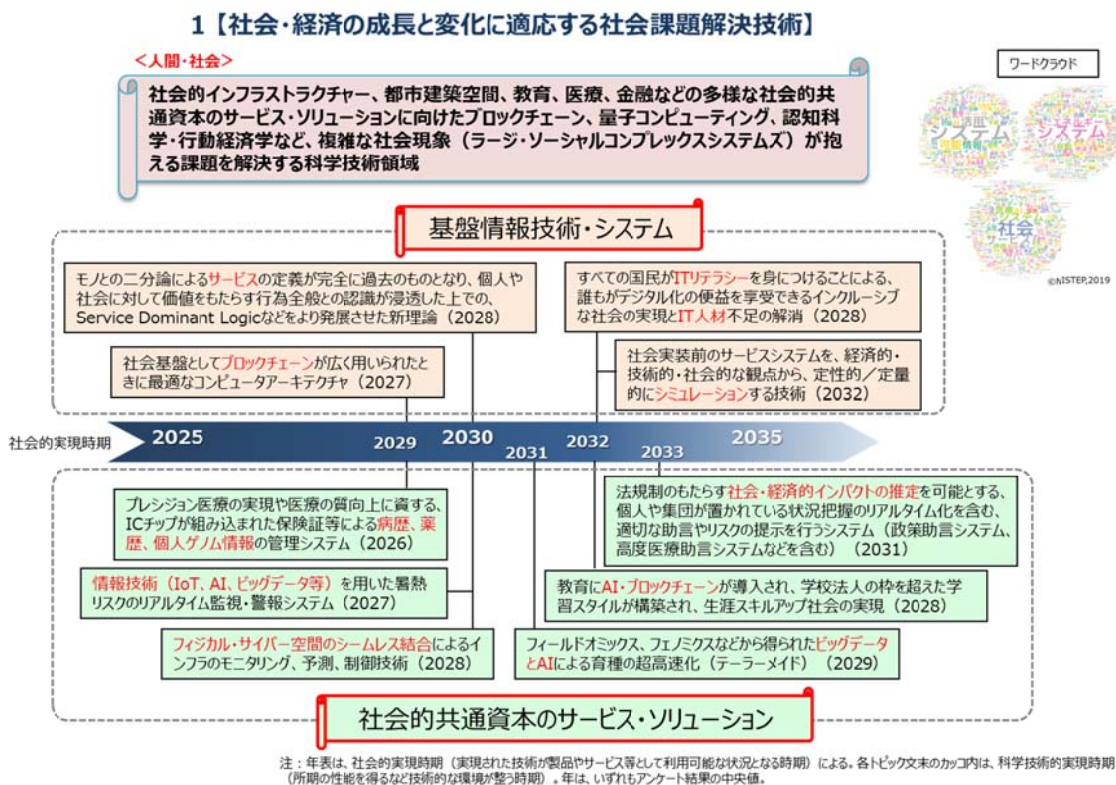 1【社会・経済の成長と変化に適応する社会課題解決技術】
＜人間・社会＞
社会的インフラストラクチャー、都市建築空間、教育、医療、金融などの多様な社会的共
通資本のサービス・ソリューションに向けたブロックチェーン、量子コンピューティング、認知科
学・行動経済学など、複雑な社会現象（ラージ・ソーシャルコンプレックスシステムズ）が抱
える課題を解決する科学技術領域
ワードクラウド
システム
システム
社会
サービス
©NISTEP,2019
基盤情報技術・システム
モノとの二分論によるサービスの定義が完全に過去のものとなり、個人や
社会に対して価値をもたらす行為全般との認識が浸透した上での、
Service Dominant Logicなどをより発展させた新理論（2028）
すべての国民がITリテラシーを身につけることによる、
誰もがデジタル化の便益を享受できるインクルーシブ
な社会の実現とIT人材不足の解消（2028）
社会基盤としてブロックチェーンが広く用いられたと
きに最適なコンピュータアーキテクチャ（2027）
社会実装前のサービスシステムを、経済的・
技術的・社会的な観点から、定性的／定量
的にシミュレーションする技術（2032）
社会的実現時期
2025
2029
2030
2031
2032
2033
2035
プレシジョン医療の実現や医療の質向上に資する、
ICチップが組み込まれた保険証等による病歴、薬
歴、個人ゲノム情報の管理システム（2026）
法規制のもたらす社会・経済的インパクトの推定を可能とする、
個人や集団が置かれている状況把握のリアルタイム化を含む、
適切な助言やリスクの提示を行うシステム（政策助言システム、
高度医療助言システムなどを含む）（2031）
情報技術（IoT、AI、ビッグデータ等）を用いた暑熱
リスクのリアルタイム監視・警報システム（2027）
教育にAI・ブロックチェーンが導入され、学校法人の枠を超えた学
習スタイルが構築され、生涯スキルアップ社会の実現（2028）
フィジカル・サイバー空間のシームレス結合によるイ
ンフラのモニタリング、予測、制御技術（2028）
フィールドオミックス、フェノミクスなどから得られたビッグデータ
とAIによる育種の超高速化（テーラーメイド）（2029）
社会的共通資本のサービス・ソリューション
注：年表は、社会的実現時期（実現された技術が製品やサービス等として利用可能な状況となる時期）による。各トピック文末のカッコ内は、科学技術的実現時期
（所期の性能を得るなど技術的な環境が整う時期）。年は、いずれもアンケート結果の中央値。